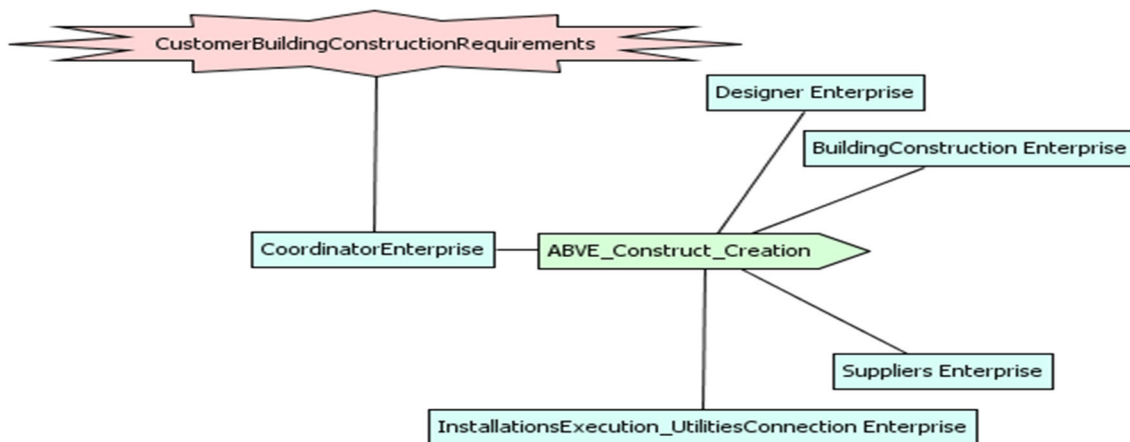 CustomerBuildingConstructionRequirements
Designer Enterprise
BuildingConstruction Enterprise
CoordinatorEnterprise
ABVE_Construct_Creation
Suppliers Enterprise
InstallationsExecution_UtilitiesConnection Enterprise